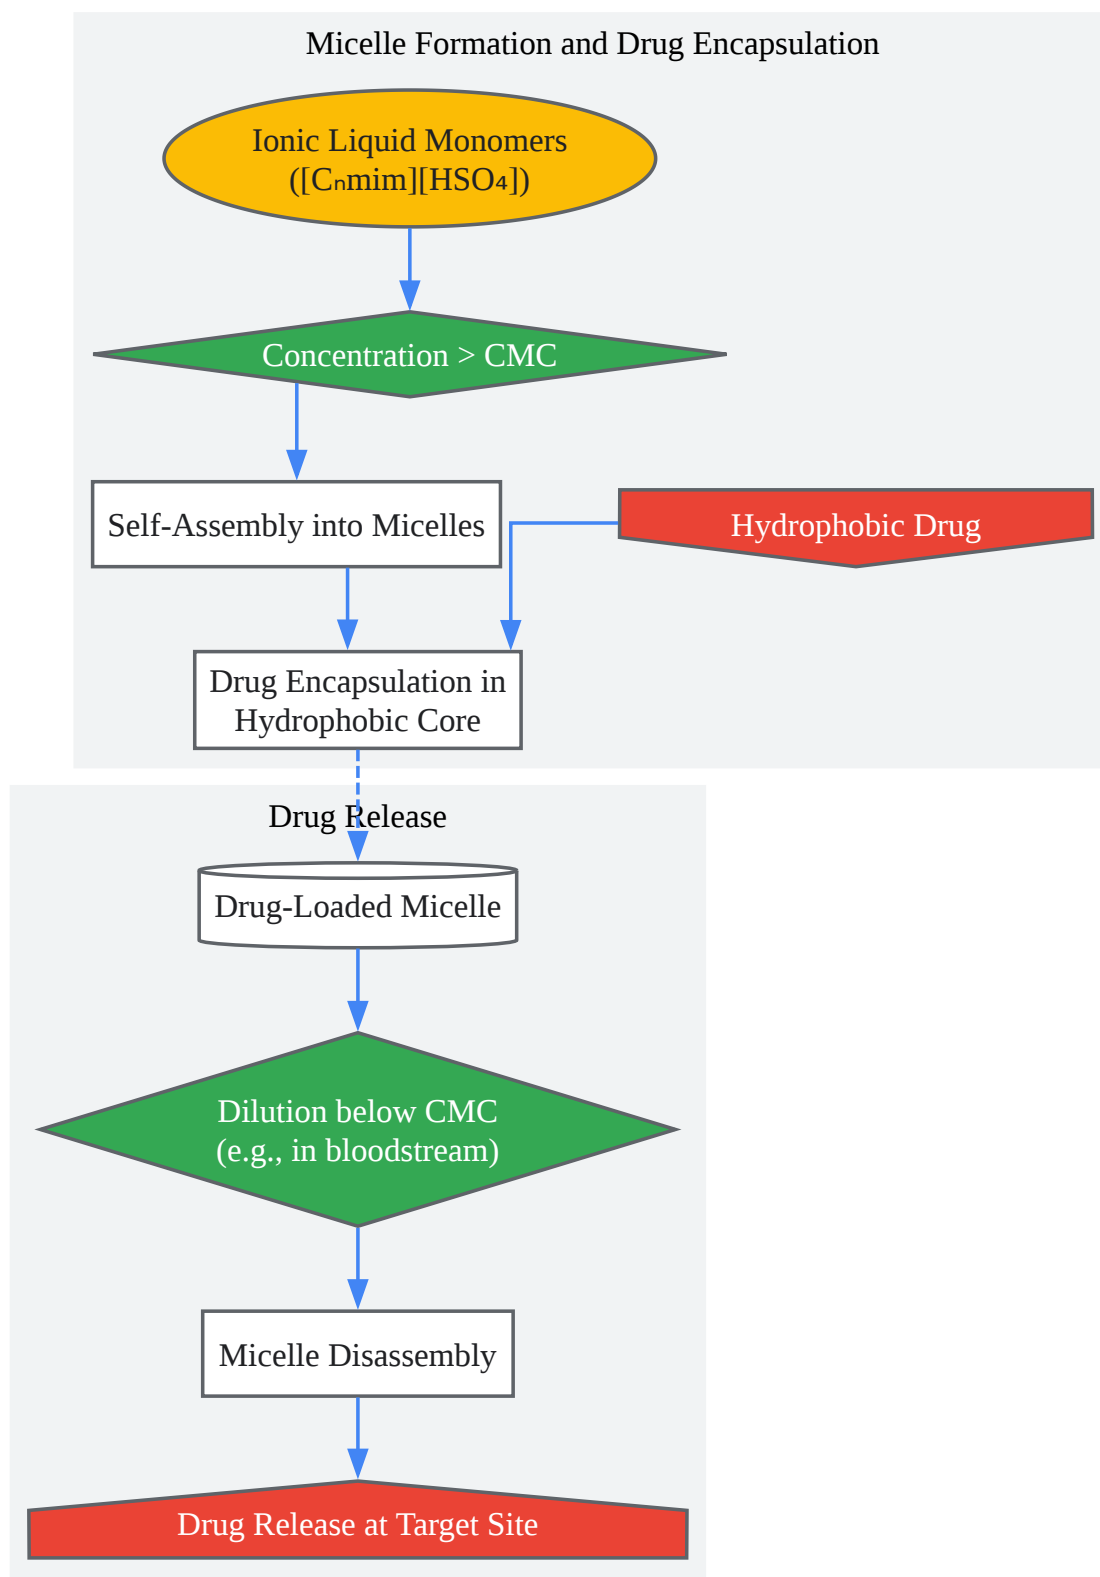 Micelle Formation and Drug Encapsulation
Ionic Liquid Monomers
([Cₙmim][HSO₄])
Concentration > CMC
Self-Assembly into Micelles
Hydrophobic Drug
Drug Encapsulation in
Hydrophobic Core
Drug Release
Drug-Loaded Micelle
Dilution below CMC
(e.g., in bloodstream)
Micelle Disassembly
Drug Release at Target Site